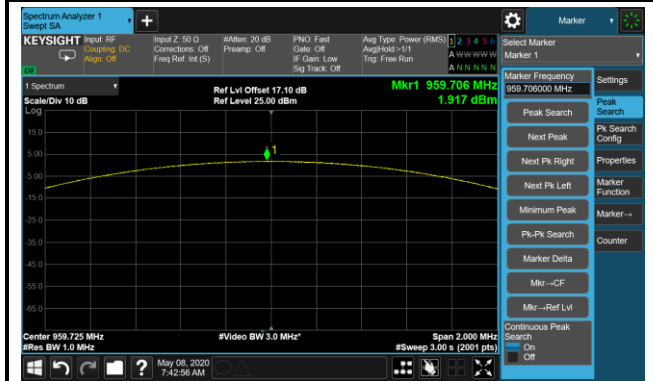 Spectrum Analyzer 1
Swept SA
+
Marker
KEYSIGHT
Input: RF
Coupling: DC
Align: Off
Input Z: 50 Ω
Corrections: Off
Freq Ref: Int (S)
#Atten: 20 dB
Preamp: Off
PNO: Fast
Gate: Off
IF Gain: Low
Sig Track: Off
Avg Type: Power (RMS)
Avg|Hold:>1/1
Trig: Free Run
1 2 3 4 5 6
A W W W W W
A N N N N N
Select Marker
Marker 1
1 Spectrum
Scale/Div 10 dB
Log
Ref Lvl Offset 17.10 dB
Ref Level 25.00 dBm
Mkr1 959.706 MHz
1.917 dBm
15.0
5.00
-5.00
-15.0
-25.0
-35.0
-45.0
-55.0
-65.0
1
Center 959.725 MHz
#Res BW 1.0 MHz
#Video BW 3.0 MHz*
Span 2.000 MHz
#Sweep 3.00 s (2001 pts)
Marker Frequency
959.706000 MHz
Peak Search
Next Peak
Next Pk Right
Next Pk Left
Minimum Peak
Pk-Pk Search
Marker Delta
Mkr→CF
Mkr→Ref Lvl
Continuous Peak
Search
On
Off
Settings
Peak
Search
Pk Search
Config
Properties
Marker
Function
Marker→
Counter
?
May 08, 2020
7:42:56 AM